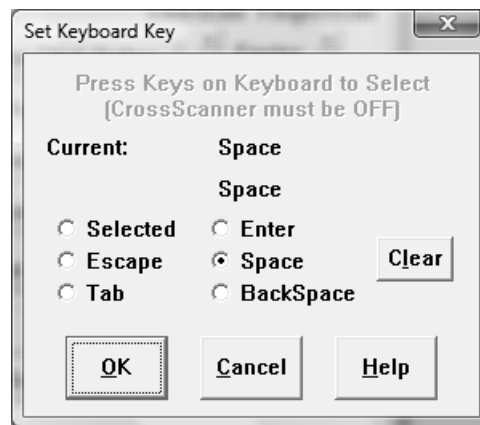 Set Keyboard Key
x
Press Keys on Keyboard to Select
(CrossScanner must be OFF)
Current: Space
Space
Selected Enter
Escape Space Clear
Tab BackSpace
OK Cancel Help